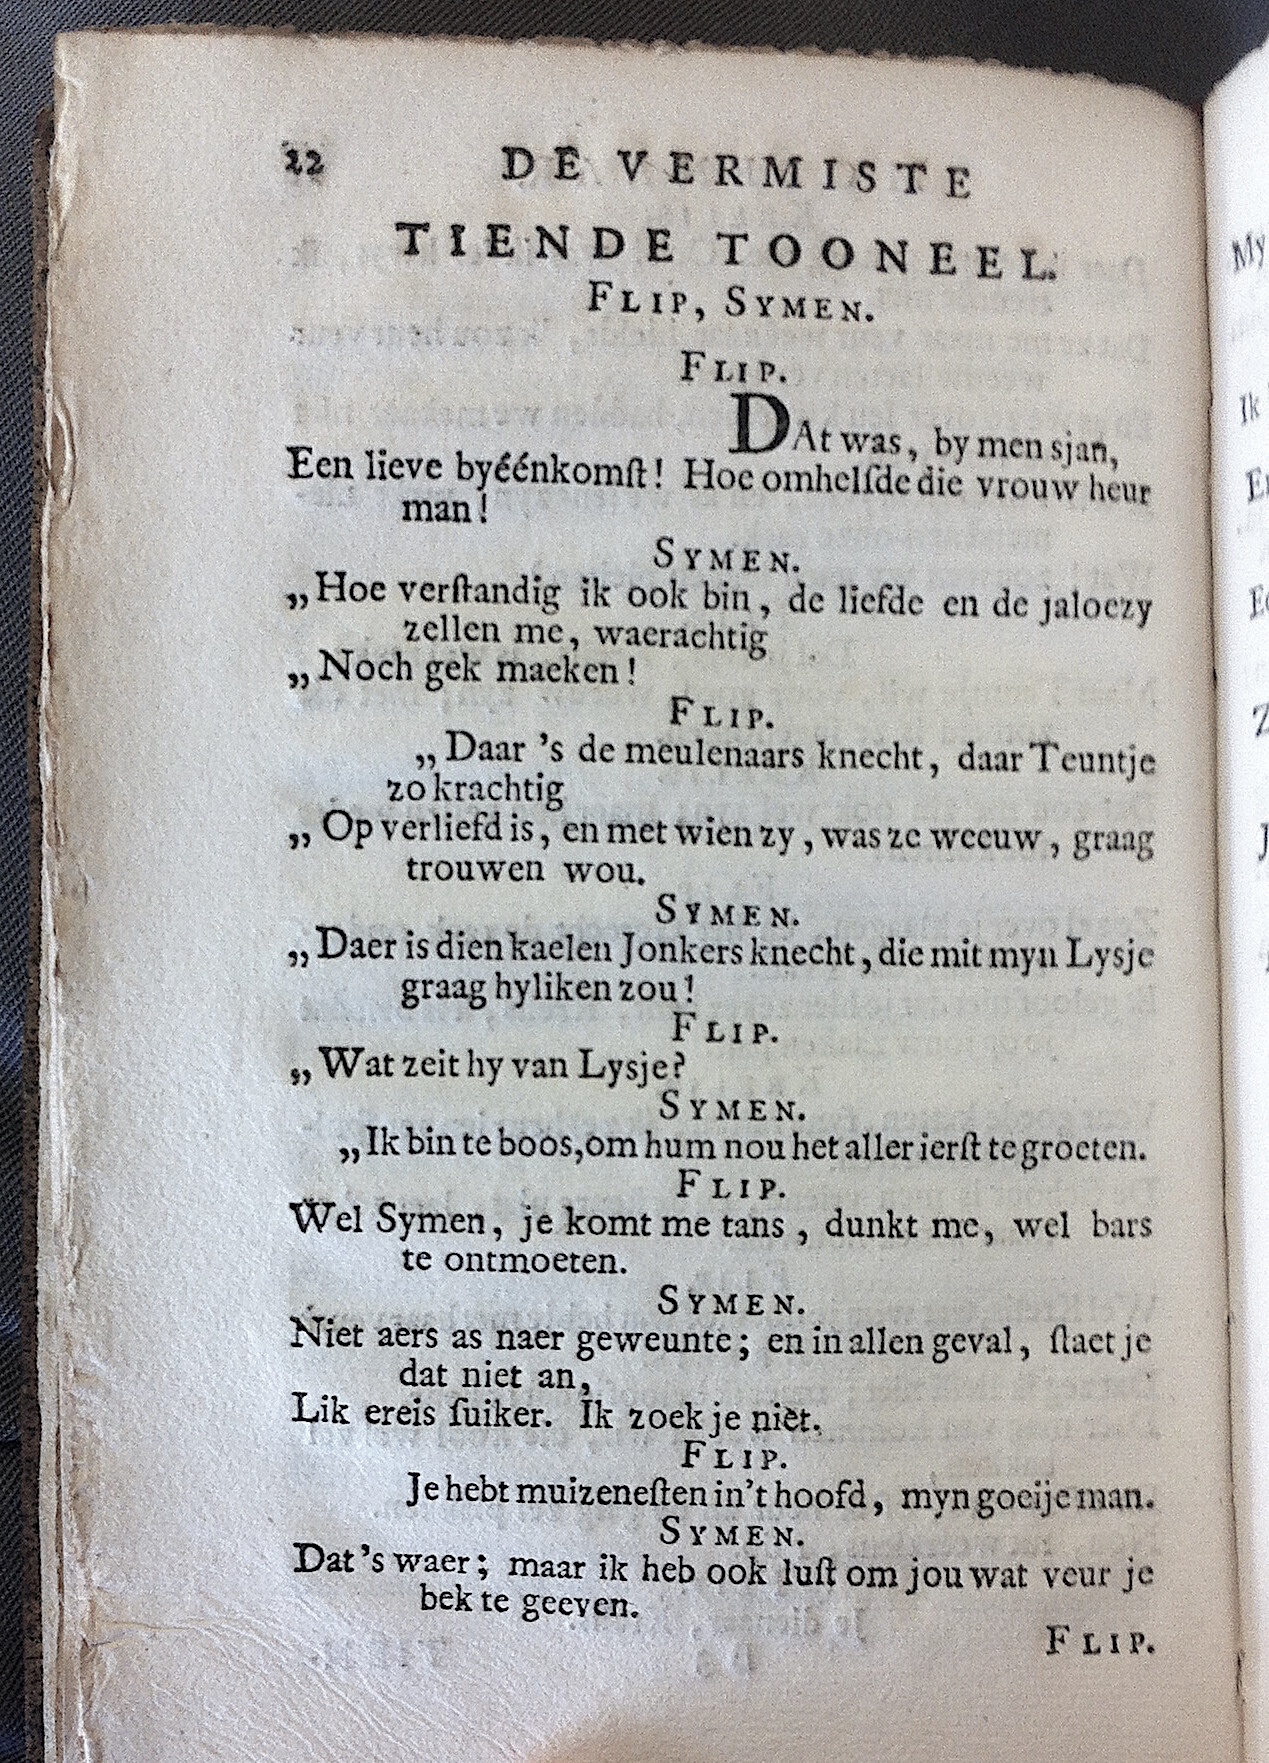 22 DE VERMISTE
TIENDE TOONEEL.
FLIP, SYMEN.
FLIP.
DAt was, by men sjan,
Een lieve byéénkomſt! Hoe omhelſde die vrouw heur
man!
SYMEN.
„Hoe verſtandig ik ook bin, de liefde en de jaloezy
zellen me, waerachtig
„Noch gek maeken!
FLIP.
„Daar 's de meulenaars knecht, daar Teuntje
zo krachtig
„Op verliefd is, en met wien zy, was ze weeuw, graag
trouwen wou.
SYMEN.
„Daer is dien kaelen Jonkers knecht, die mit myn Lysje
graag hyliken zou!
FLIP.
„Wat zeit hy van Lysje?
SYMEN.
„Ik bin te boos, om hum nou het aller ierſt te groeten.
FLIP.
Wel Symen, je komt me tans, dunkt me, wel bars
te ontmoeten.
SYMEN.
Niet aers as naer geweunte; en in allen geval, ſtaet je
dat niet an,
Lik ereis ſuiker. Ik zoek je niet.
FLIP.
Je hebt muizeneſten in't hoofd, myn goeije man.
SYMEN.
Dat's waer; maar ik heb ook luſt om jou wat veur je
bek te geeven.
FLIP.
My
Ik